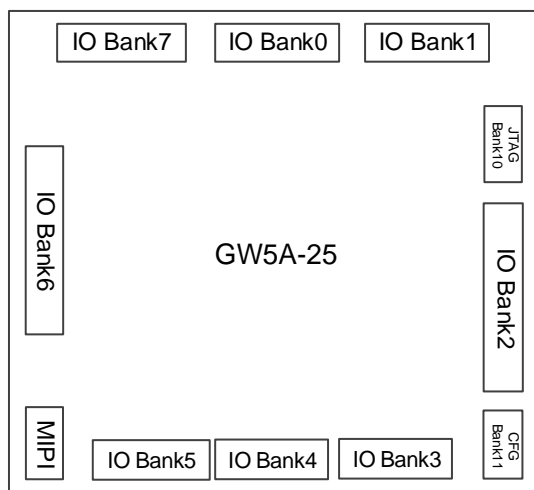 IO Bank7
IO Bank0
IO Bank1
JTAG
Bank10
IO Bank6
GW5A-25
IO Bank2
MIPI
IO Bank5
IO Bank4
IO Bank3
CFG
Bank11